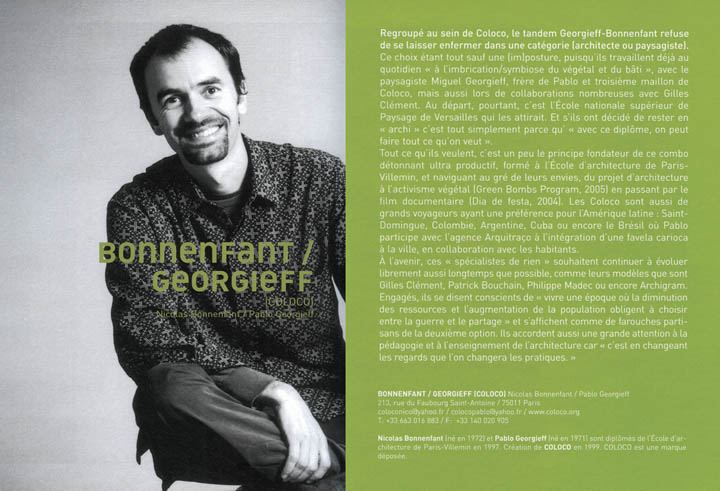 BONNENFANT /
GEORGIEFF
(COLOCO)
Nicolas Bonnenfant / Pablo Georgieff
Regroupé au sein de Coloco, le tandem Georgieff-Bonnenfant refuse
de se laisser enfermer dans une catégorie (architecte ou paysagiste).
Ce choix étant tout sauf une (im)posture, puisqu'ils travaillent déjà au
quotidien « à l'imbrication/symbiose du végétal et du bâti », avec le
paysagiste Miguel Georgieff, frère de Pablo et troisième maillon de
Coloco, mais aussi lors de collaborations nombreuses avec Gilles
Clément. Au départ, pourtant, c'est l'École nationale supérieur de
Paysage de Versailles qui les attirait. Et s'ils ont décidé de rester en
« archi » c'est tout simplement parce qu' « avec ce diplôme, on peut
faire tout ce qu'on veut ».
Tout ce qu'ils veulent, c'est un peu le principe fondateur de ce combo
détonnant ultra productif, formé à l'École d'architecture de Paris-
Villemin, et naviguant au gré de leurs envies, du projet d'architecture
à l'activisme végétal (Green Bombs Program, 2005) en passant par le
film documentaire (Dia de festa, 2004). Les Coloco sont aussi de
grands voyageurs ayant une préférence pour l'Amérique latine : Saint-
Domingue, Colombie, Argentine, Cuba ou encore le Brésil où Pablo
participe avec l'agence Arquitraço à l'intégration d'une favela carioca
à la ville, en collaboration avec les habitants.
À l'avenir, ces « spécialistes de rien » souhaitent continuer à évoluer
librement aussi longtemps que possible, comme leurs modèles que sont
Gilles Clément, Patrick Bouchain, Philippe Madec ou encore Archigram.
Engagés, ils se disent conscients de « vivre une époque où la diminution
des ressources et l'augmentation de la population obligent à choisir
entre la guerre et le partage » et s'affichent comme de farouches parti-
sans de la deuxième option. Ils accordent aussi une grande attention à la
pédagogie et à l'enseignement de l'architecture car « c'est en changeant
les regards que l'on changera les pratiques. »
BONNENFANT / GEORGIEFF (COLOCO) Nicolas Bonnenfant / Pablo Georgieff
213, rue du Faubourg Saint-Antoine / 75011 Paris
coloconico@yahoo.fr / colocopablo@yahoo.fr / www.coloco.org
T: +33 663 016 883 / F: +33 140 020 905
Nicolas Bonnenfant (né en 1972) et Pablo Georgieff (né en 1971) sont diplômés de l'École d'ar-
chitecture de Paris-Villemin en 1997. Création de COLOCO en 1999. COLOCO est une marque
déposée.